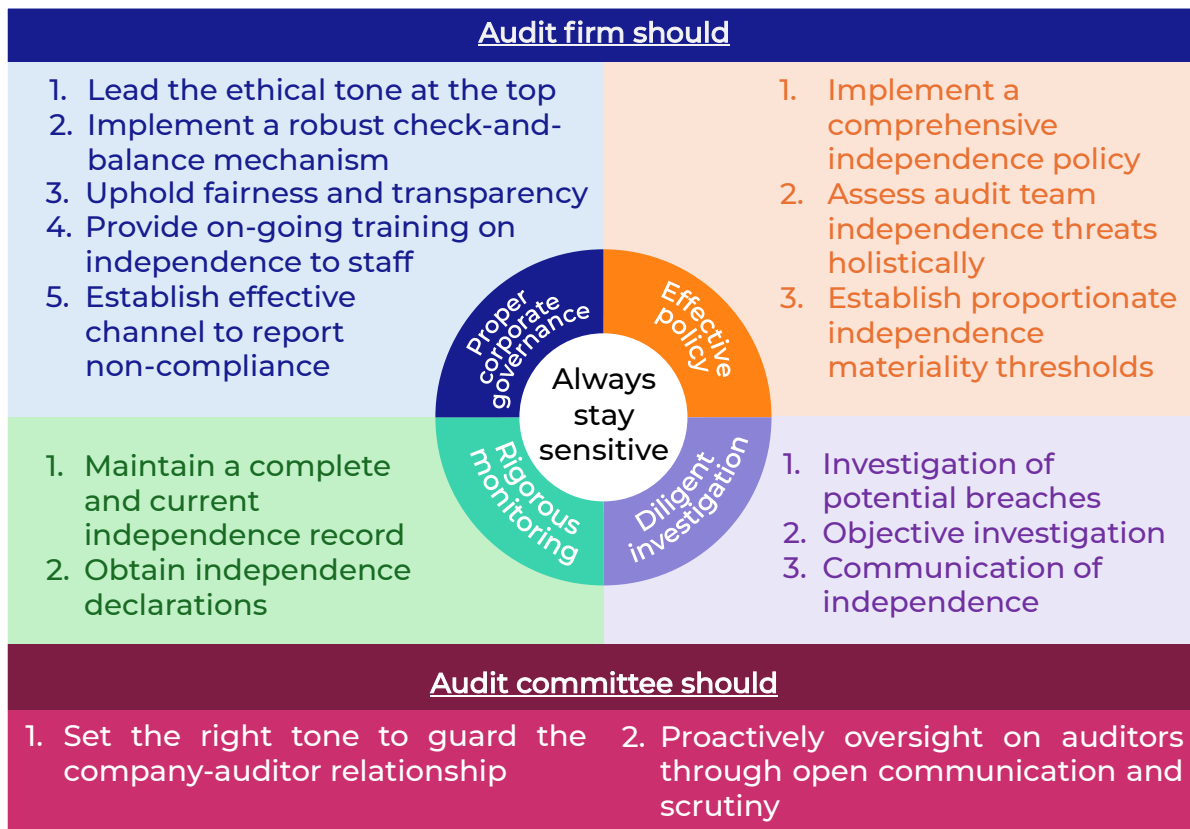 Audit firm should
1. Lead the ethical tone at the top
2. Implement a robust check-and-
balance mechanism
3. Uphold fairness and transparency
4. Provide on-going training on
independence to staff
5. Establish effective
channel to report
non-compliance
1. Implement a
comprehensive
independence policy
2. Assess audit team
independence threats
holistically
3. Establish proportionate
independence
materiality thresholds
Proper
corporate
governance
Effective
policy
Always
stay
sensitive
Rigorous
monitoring
Diligent
investigation
1. Maintain a complete
and current
independence record
2. Obtain independence
declarations
1. Investigation of
potential breaches
2. Objective investigation
3. Communication of
independence
Audit committee should
1. Set the right tone to guard the
company-auditor relationship
2. Proactively oversight on auditors
through open communication and
scrutiny